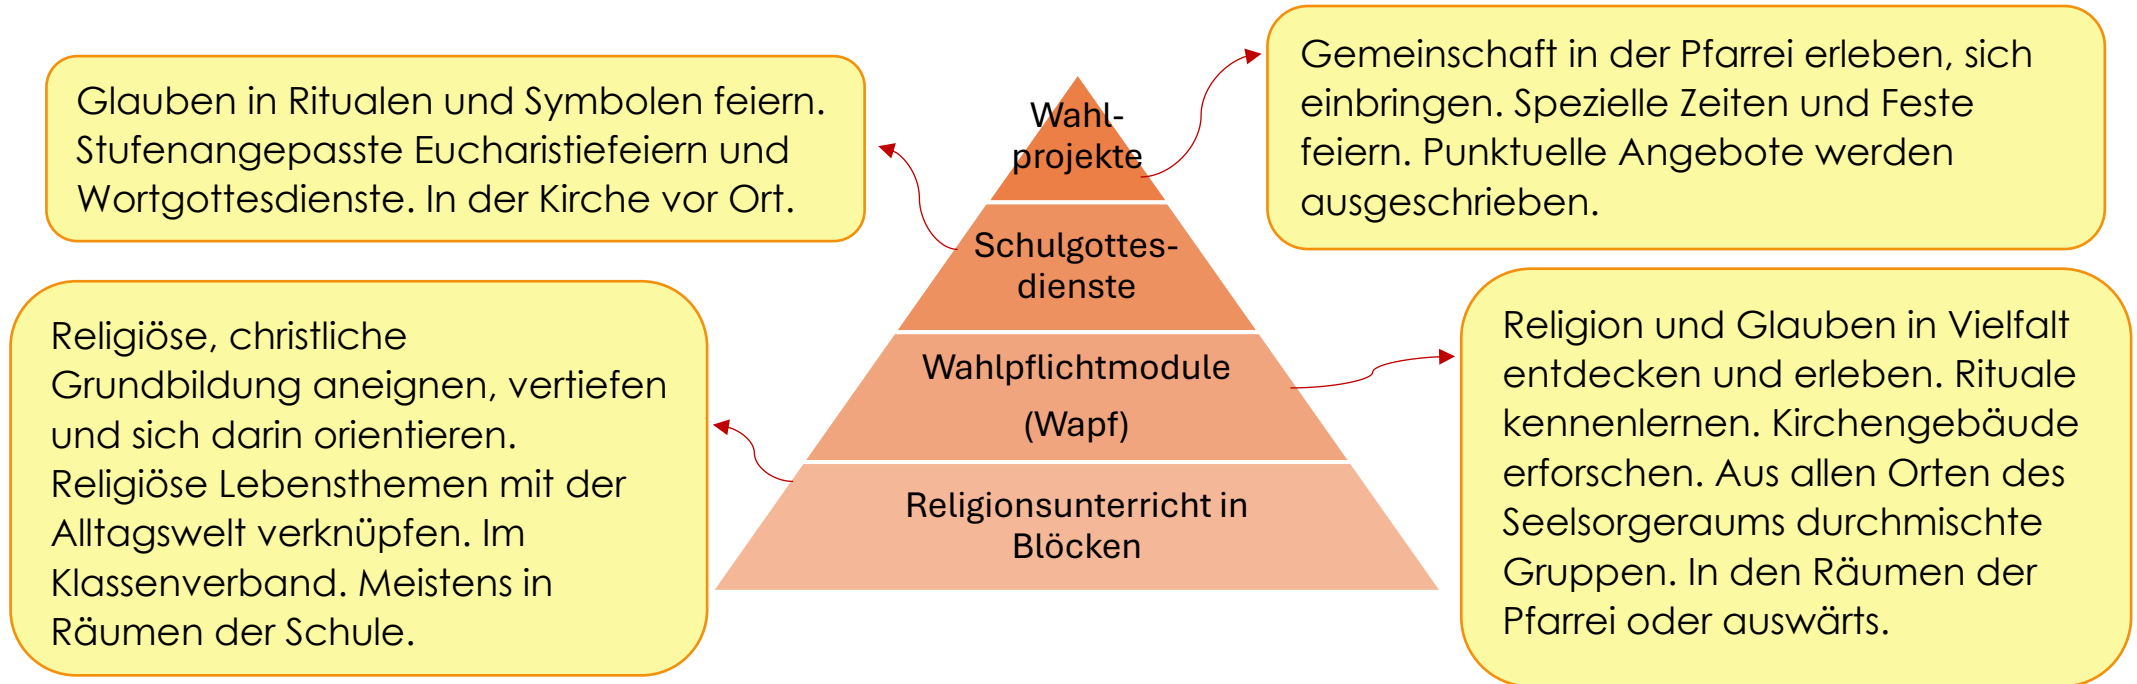 Glauben in Ritualen und Symbolen feiern.
Stufenangepasste Eucharistiefeiern und
Wortgottesdienste. In der Kirche vor Ort.
Wahl-
projekte
Gemeinschaft in der Pfarrei erleben, sich
einbringen. Spezielle Zeiten und Feste
feiern. Punktuelle Angebote werden
ausgeschrieben.
Schulgottes-
dienste
Religiöse, christliche
Grundbildung aneignen, vertiefen
und sich darin orientieren.
Religiöse Lebensthemen mit der
Alltagswelt verknüpfen. Im
Klassenverband. Meistens in
Räumen der Schule.
Wahlpflichtmodule
(Wapf)
Religionsunterricht in
Blöcken
Religion und Glauben in Vielfalt
entdecken und erleben. Rituale
kennenlernen. Kirchengebäude
erforschen. Aus allen Orten des
Seelsorgeraums durchmischte
Gruppen. In den Räumen der
Pfarrei oder auswärts.